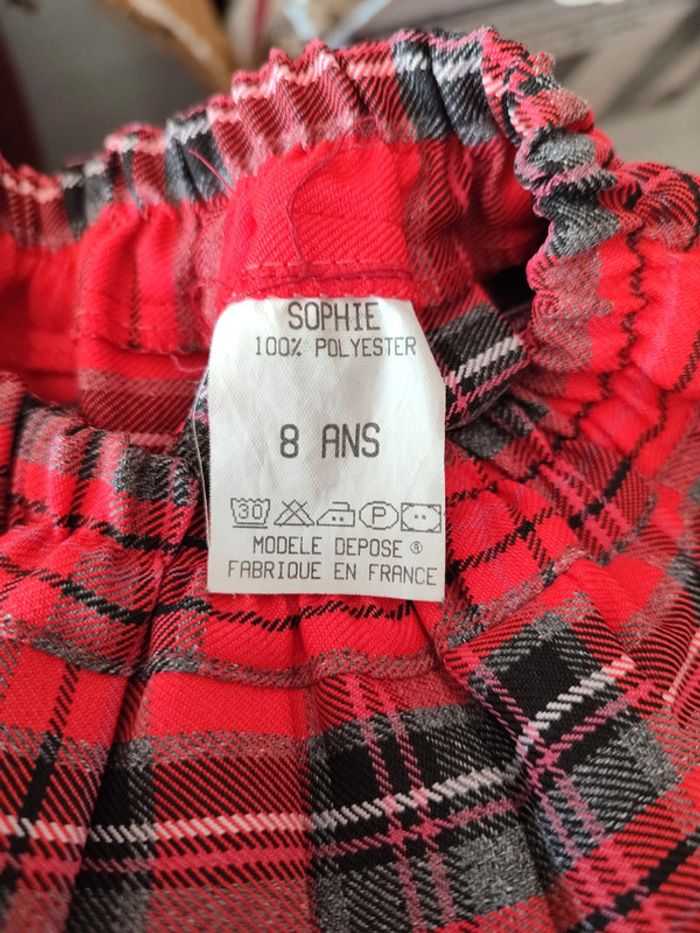 SOPHIE
100% POLYESTER
8 ANS
30 P
MODELE DEPOSE ®
FABRIQUE EN FRANCE